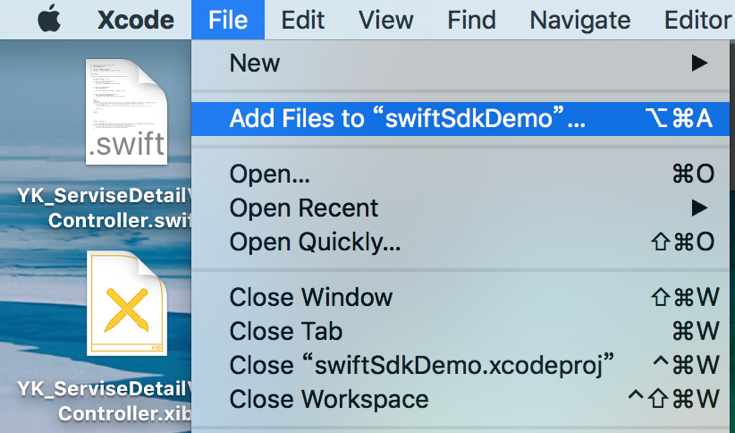 Xcode File Edit View Find Navigate Editor
New ▶
Add Files to “swiftSdkDemo”... ⌥⌘A
Open... ⌘O
Open Recent ▶
Open Quickly... ⇧⌘O
Close Window ⇧⌘W
Close Tab ⌘W
Close “swiftSdkDemo.xcodeproj” ^⌘W
Close Workspace ^⇧⌘W
.swift
YK_ServiseDetailV
Controller.swif
YK_ServiseDetailV
Controller.xib